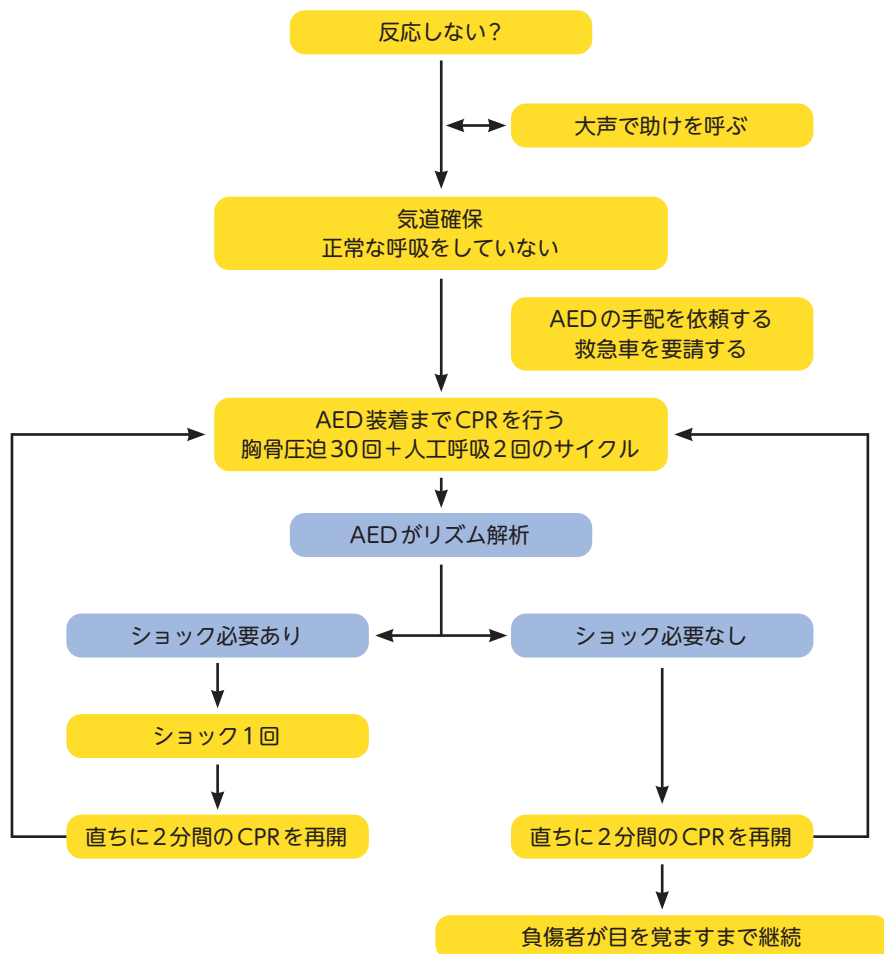 反応しない？
大声で助けを呼ぶ
気道確保
正常な呼吸をしていない
AEDの手配を依頼する
救急車を要請する
AED装着までCPRを行う
胸骨圧迫30回＋人工呼吸2回のサイクル
AEDがリズム解析
ショック必要あり
ショック必要なし
ショック1回
直ちに2分間のCPRを再開
直ちに2分間のCPRを再開
負傷者が目を覚ますまで継続